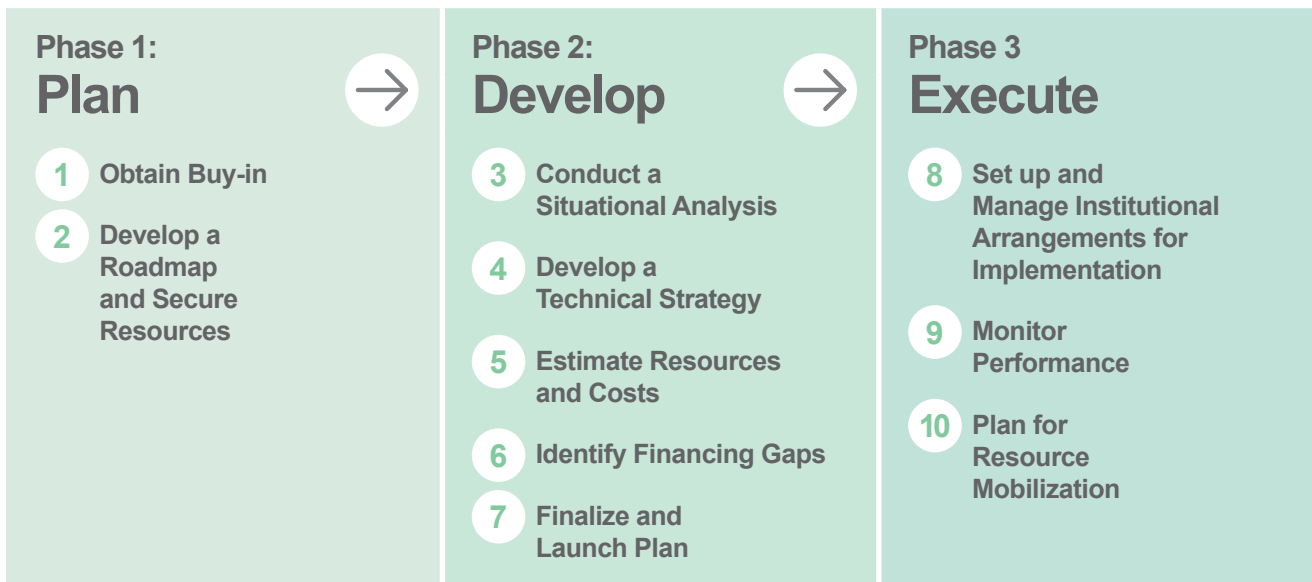 Phase 1:
Plan
1 Obtain Buy-in
2 Develop a
Roadmap
and Secure
Resources
Phase 2:
Develop
3 Conduct a
Situational Analysis
4 Develop a
Technical Strategy
5 Estimate Resources
and Costs
6 Identify Financing Gaps
7 Finalize and
Launch Plan
Phase 3
Execute
8 Set up and
Manage Institutional
Arrangements for
Implementation
9 Monitor
Performance
10 Plan for
Resource
Mobilization